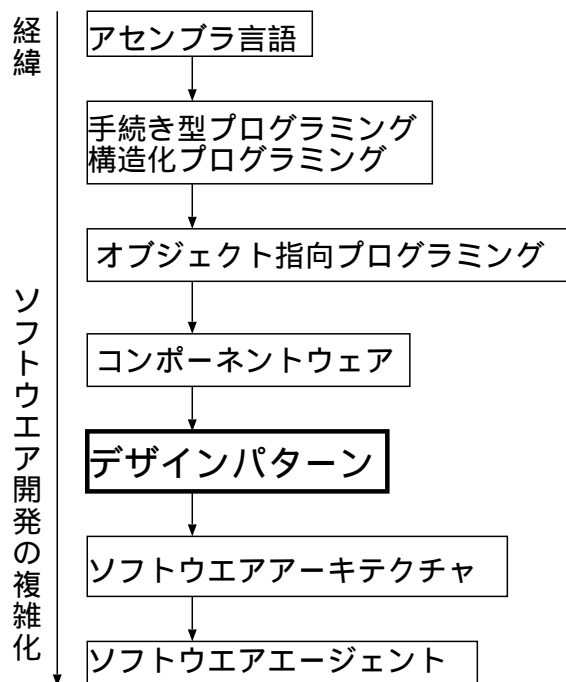 経緯
ソフトウエア開発の複雑化
アセンブラ言語
手続き型プログラミング
構造化プログラミング
オブジェクト指向プログラミング
コンポーネントウェア
デザインパターン
ソフトウエアアーキテクチャ
ソフトウエアエージェント